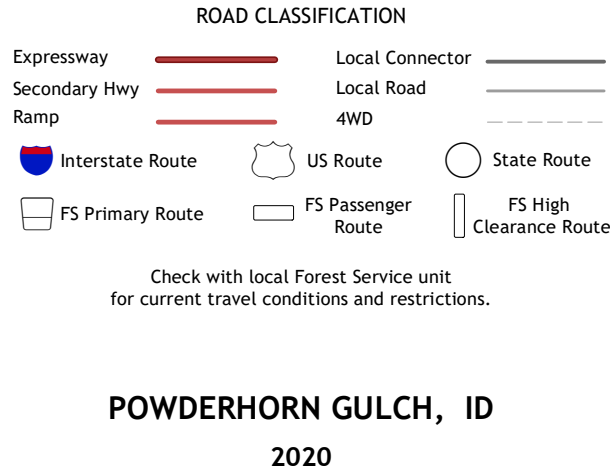 ROAD CLASSIFICATION
Expressway
Local Connector
Secondary Hwy
Local Road
Ramp
4WD
Interstate Route
US Route
State Route
FS Primary Route
FS Passenger
Route
FS High
Clearance Route
Check with local Forest Service unit
for current travel conditions and restrictions.
POWDERHORN GULCH, ID
2020